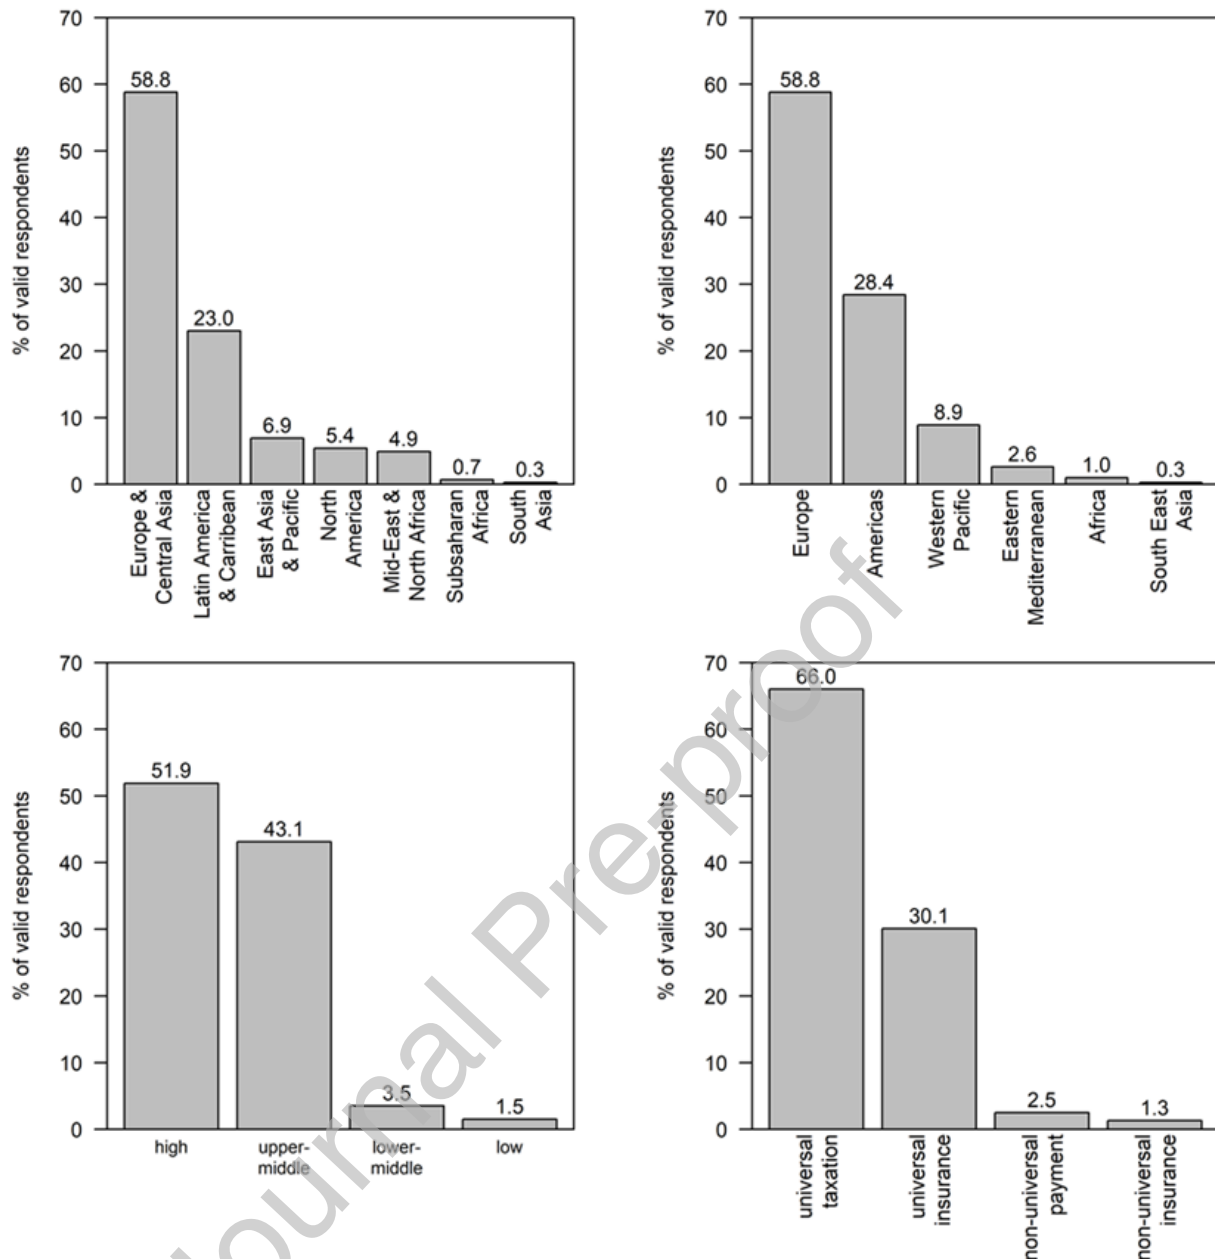 70
60
50
40
30
20
10
0
% of valid respondents
58.8
23.0
6.9
5.4
4.9
0.7
0.3
Europe &
Central Asia
Latin America
& Carribean
East Asia
& Pacific
North
America
Mid-East &
North Africa
Subsaharan
Africa
South
Asia
70
60
50
40
30
20
10
0
% of valid respondents
58.8
28.4
8.9
2.6
1.0
0.3
Europe
Americas
Western
Pacific
Eastern
Mediterranean
Africa
South East
Asia
70
60
50
40
30
20
10
0
% of valid respondents
51.9
43.1
3.5
1.5
high
upper-
middle
lower-
middle
low
70
60
50
40
30
20
10
0
% of valid respondents
66.0
30.1
2.5
1.3
universal
taxation
universal
insurance
non-universal
payment
non-universal
insurance
Journal Pre-proof